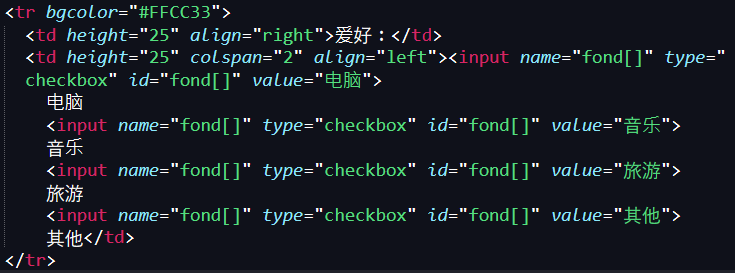 <tr bgcolor="#FFCC33">
<td height="25" align="right">爱好：</td>
<td height="25" colspan="2" align="left"><input name="fond[]" type="
checkbox" id="fond[]" value="电脑">
电脑
<input name="fond[]" type="checkbox" id="fond[]" value="音乐">
音乐
<input name="fond[]" type="checkbox" id="fond[]" value="旅游">
旅游
<input name="fond[]" type="checkbox" id="fond[]" value="其他">
其他</td>
</tr>